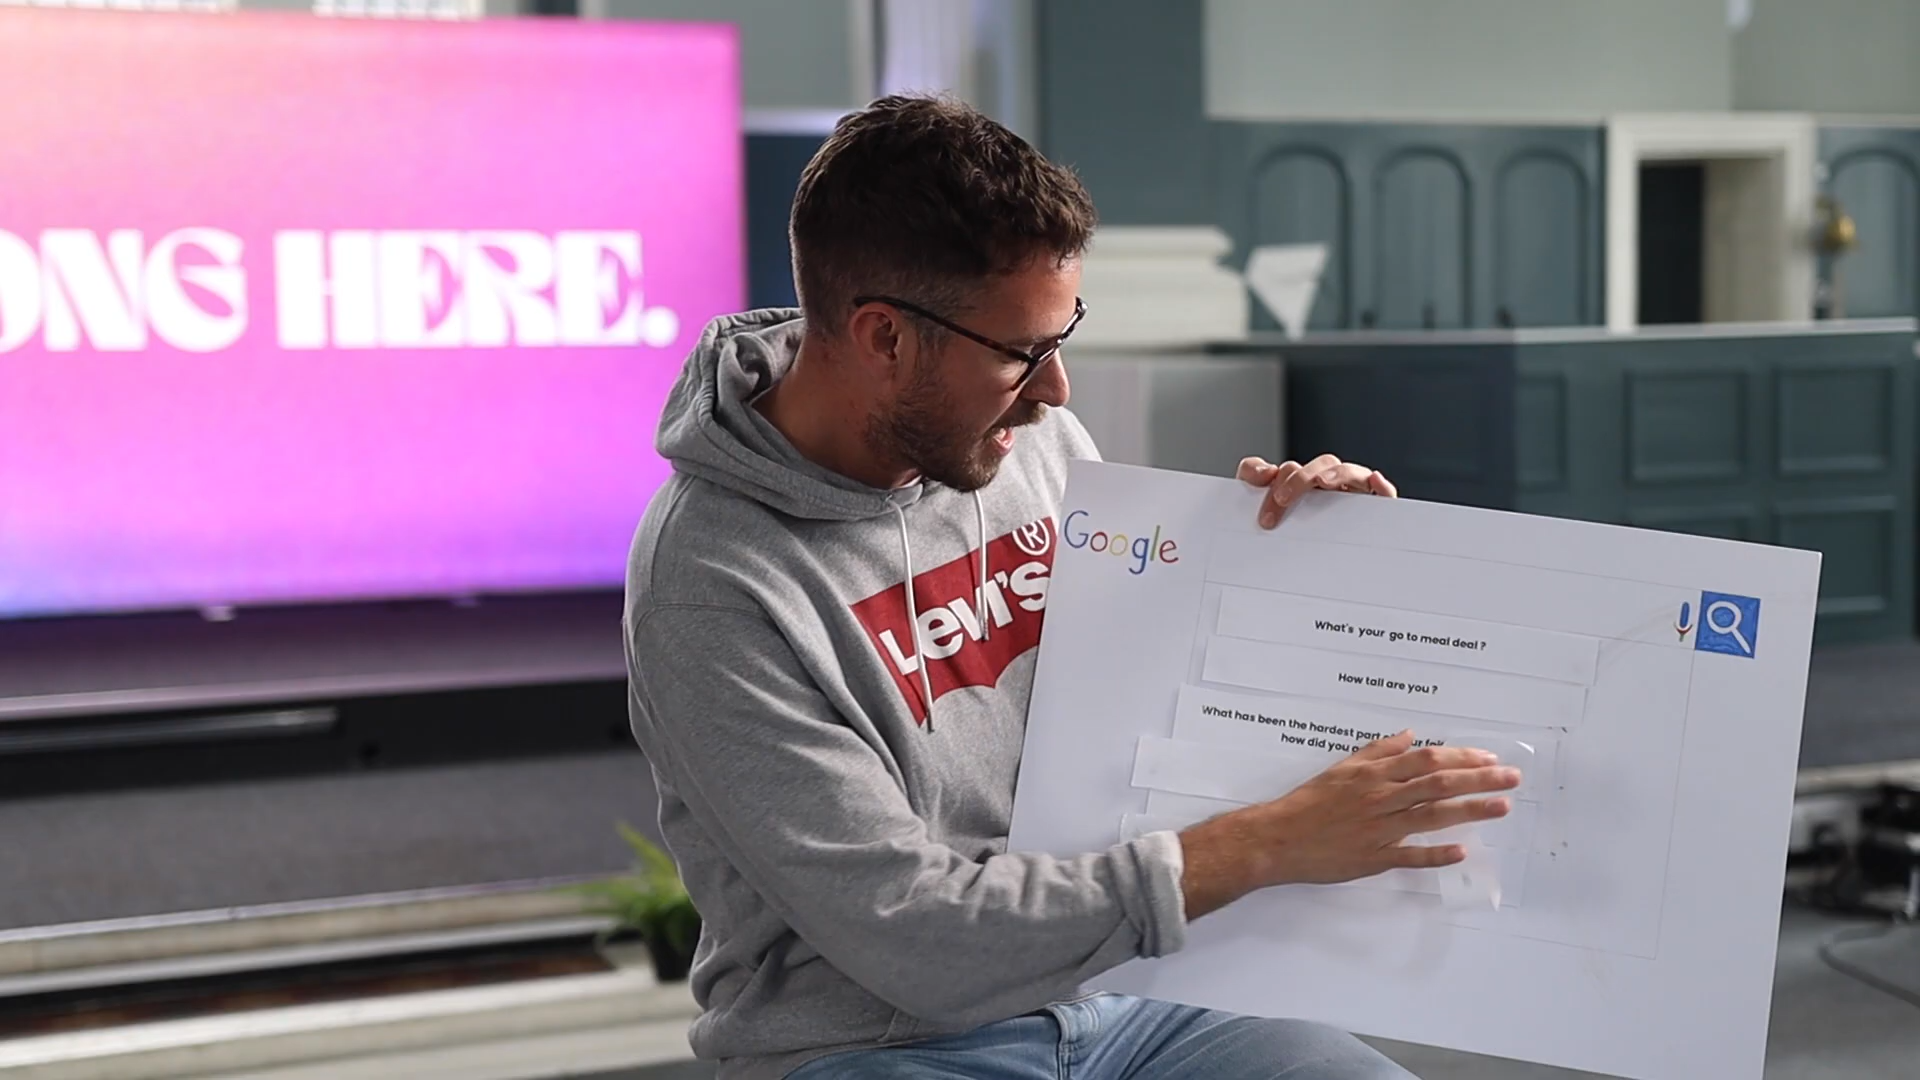 ONG HERE.
Levi's®
Google
What's your go to meal deal ?
How tall are you ?
What has been the hardest part
how did you